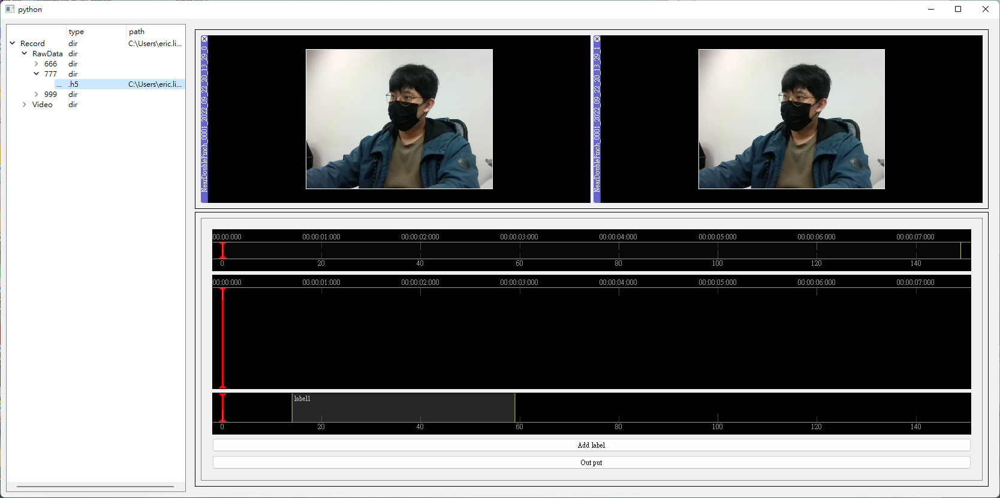 python
type path
Record dir C:\Users\eric.li...
RawData dir
666 dir
777 dir
... .h5 C:\Users\eric.li...
999 dir
Video dir
NearDoublePinch_0001_2022_09_22_20_13_29_0
NearDoublePinch_0001_2022_09_22_20_13_29_1
00:00:00:000 00:00:01:000 00:00:02:000 00:00:03:000 00:00:04:000 00:00:05:000 00:00:06:000 00:00:07:000
0 20 40 60 80 100 120 140
00:00:00:000 00:00:01:000 00:00:02:000 00:00:03:000 00:00:04:000 00:00:05:000 00:00:06:000 00:00:07:000
label1
0 20 40 60 80 100 120 140
Add label
Out put